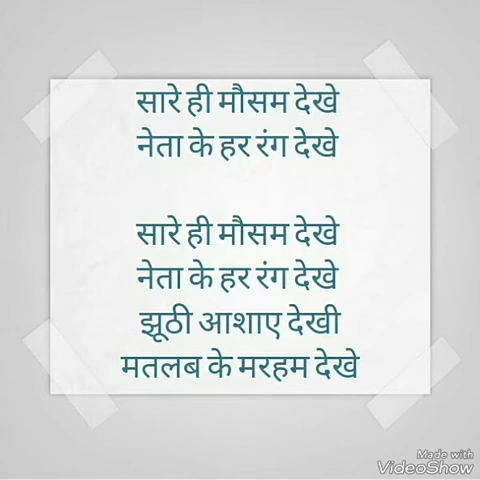 सारे ही मौसम देखे
नेता के हर रंग देखे
सारे ही मौसम देखे
नेता के हर रंग देखे
झूठी आशाए देखी
मतलब के मरहम देखे
Made with
VideoShow